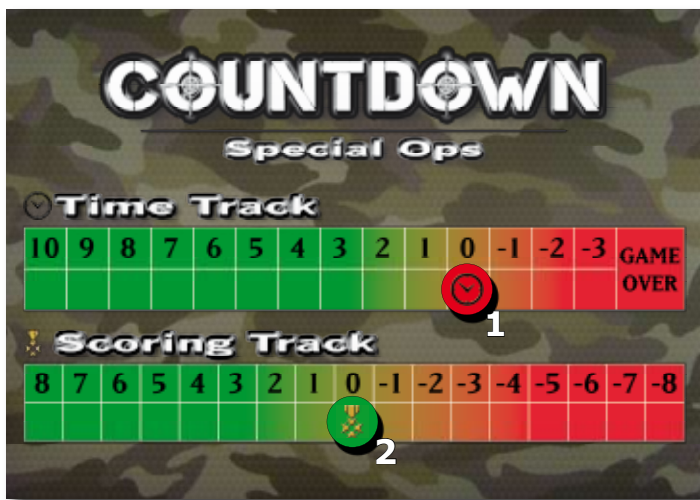 COUNTDOWN
Special Ops
Time Track
10 9 8 7 6 5 4 3 2 1 0 -1 -2 -3 GAME OVER
1
Scoring Track
8 7 6 5 4 3 2 1 0 -1 -2 -3 -4 -5 -6 -7 -8
2